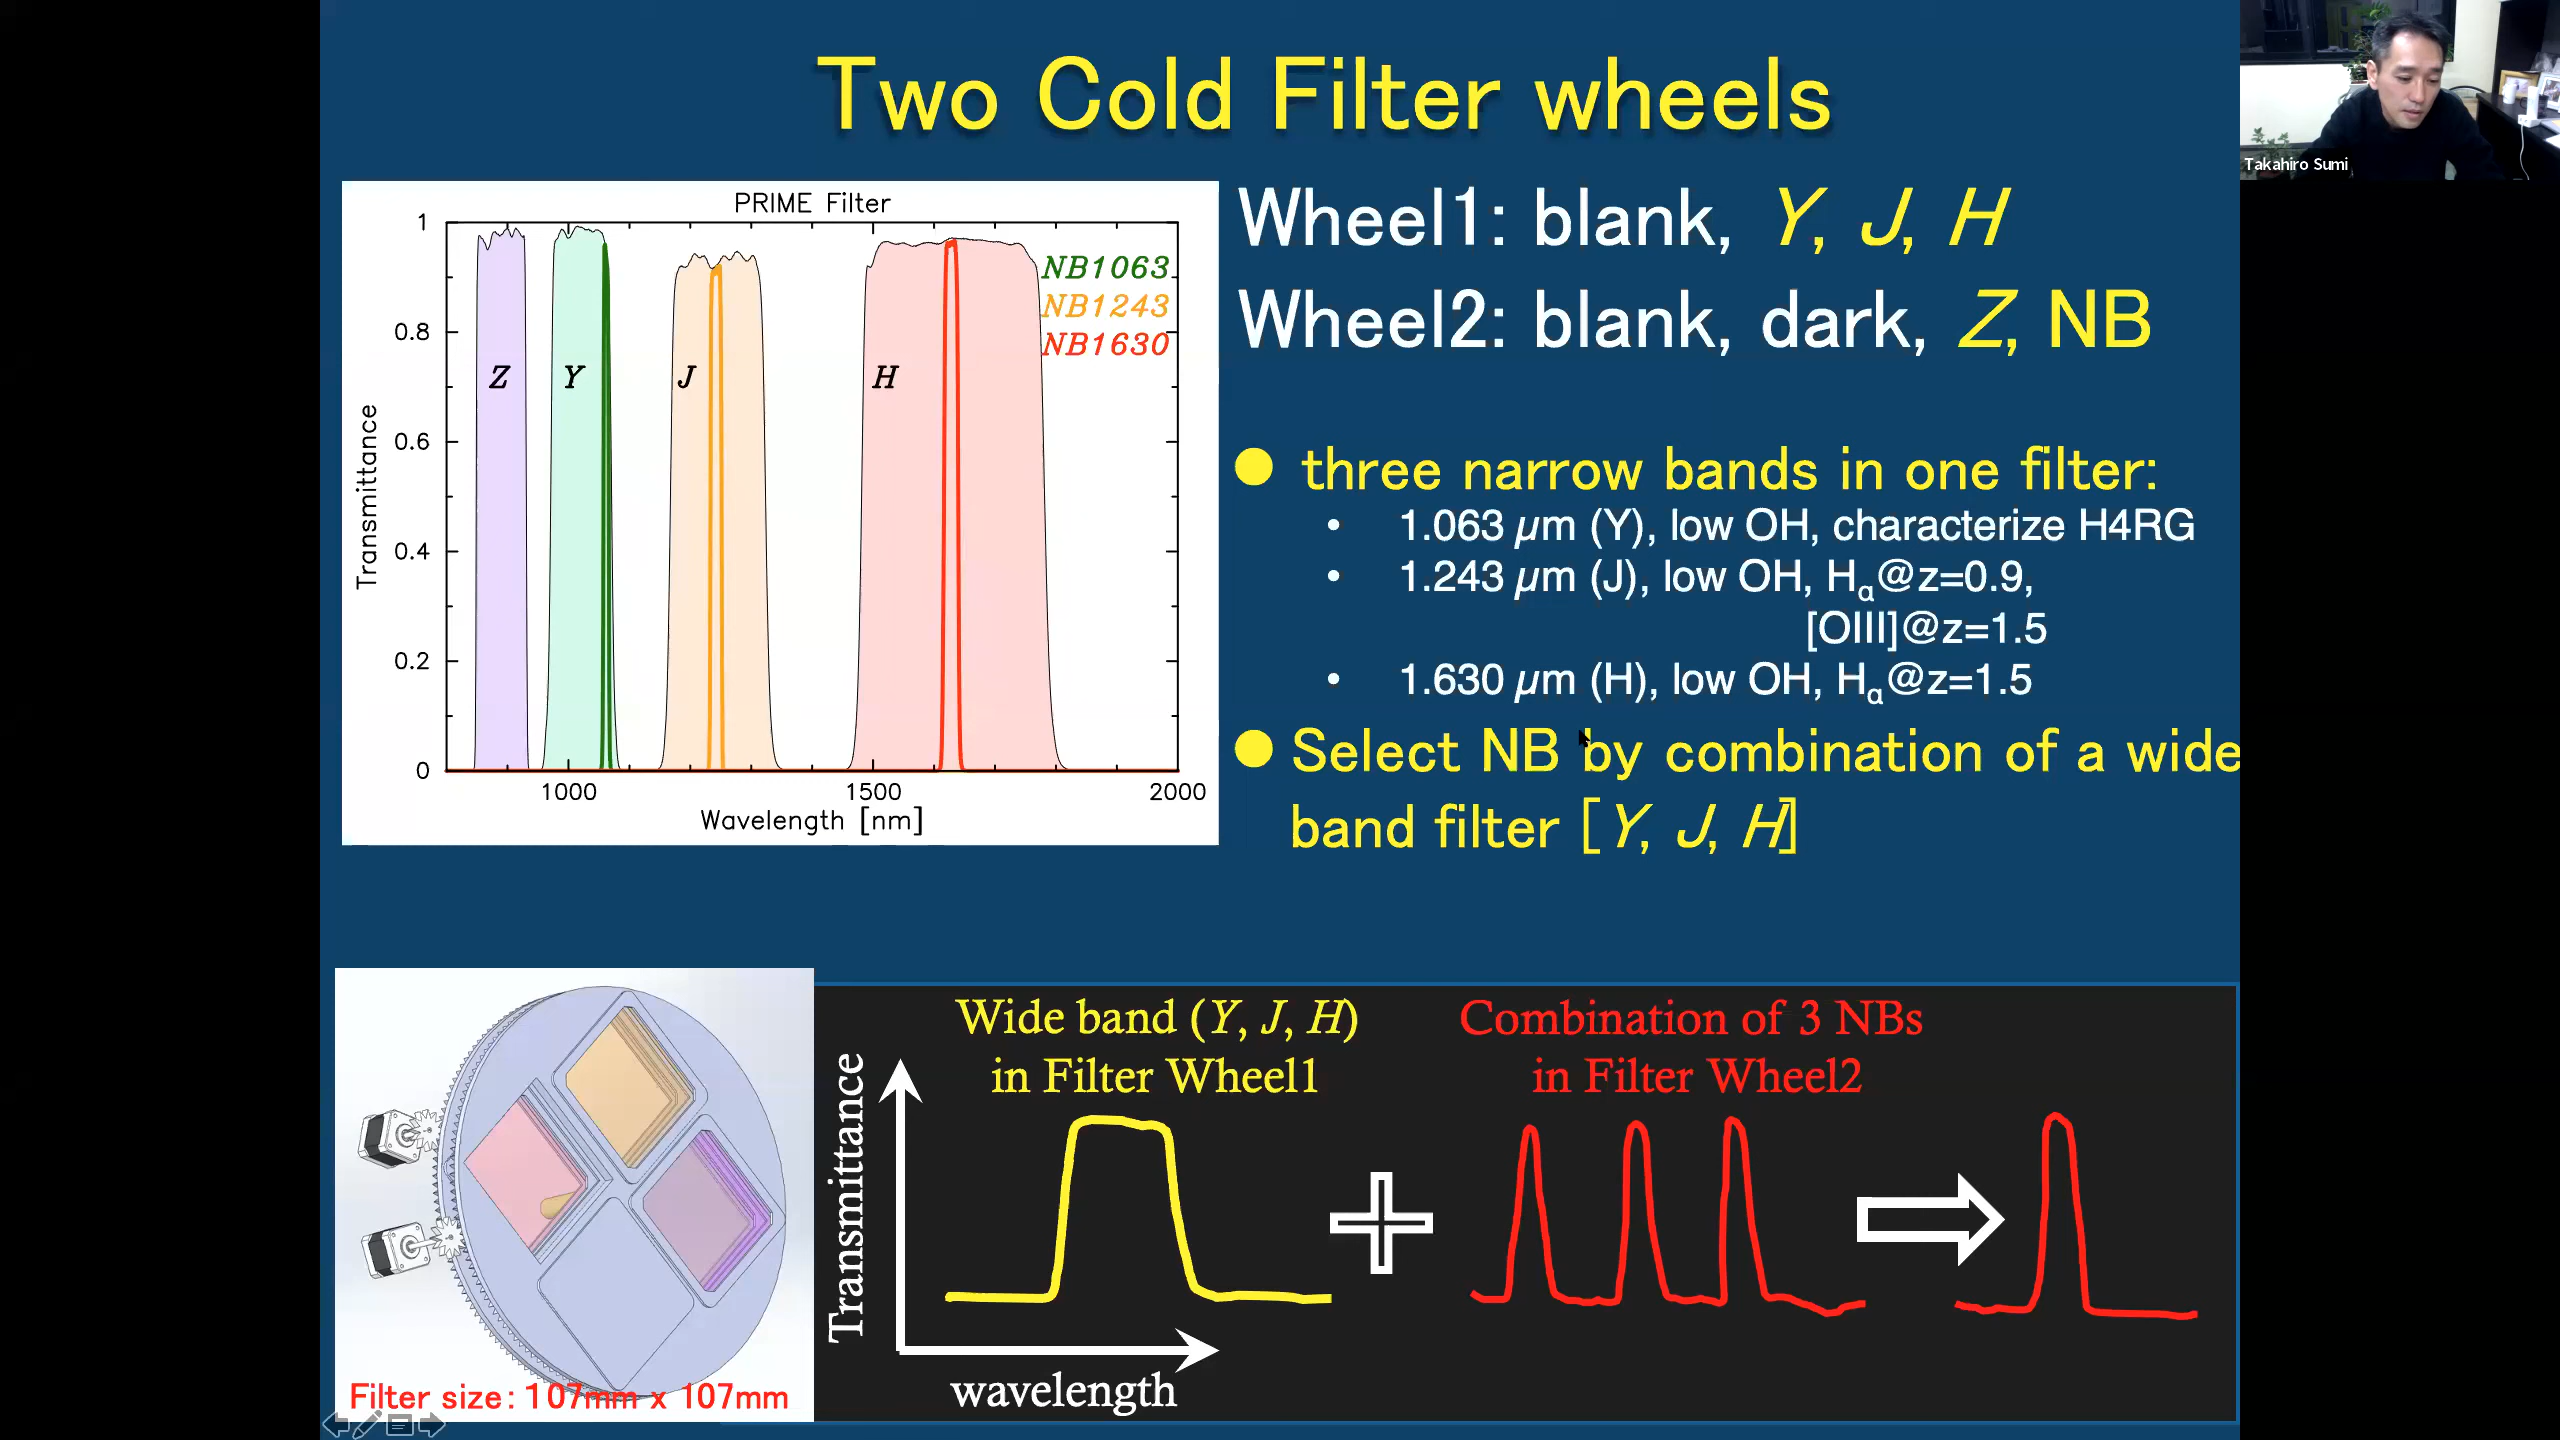 Two Cold Filter wheels
Takahiro Sumi
PRIME Filter
1
0.8
0.6
0.4
0.2
0
Transmittance
Z
Y
J
H
NB1063
NB1243
NB1630
1000
1500
2000
Wavelength [nm]
Wheel1: blank, Y, J, H
Wheel2: blank, dark, Z, NB
● three narrow bands in one filter:
• 1.063 µm (Y), low OH, characterize H4RG
• 1.243 µm (J), low OH, Hα@z=0.9,
[OIII]@z=1.5
• 1.630 µm (H), low OH, Hα@z=1.5
● Select NB by combination of a wide
band filter [Y, J, H]
Filter size: 107mm x 107mm
Wide band (Y, J, H)
in Filter Wheel1
Combination of 3 NBs
in Filter Wheel2
Transmittance
wavelength